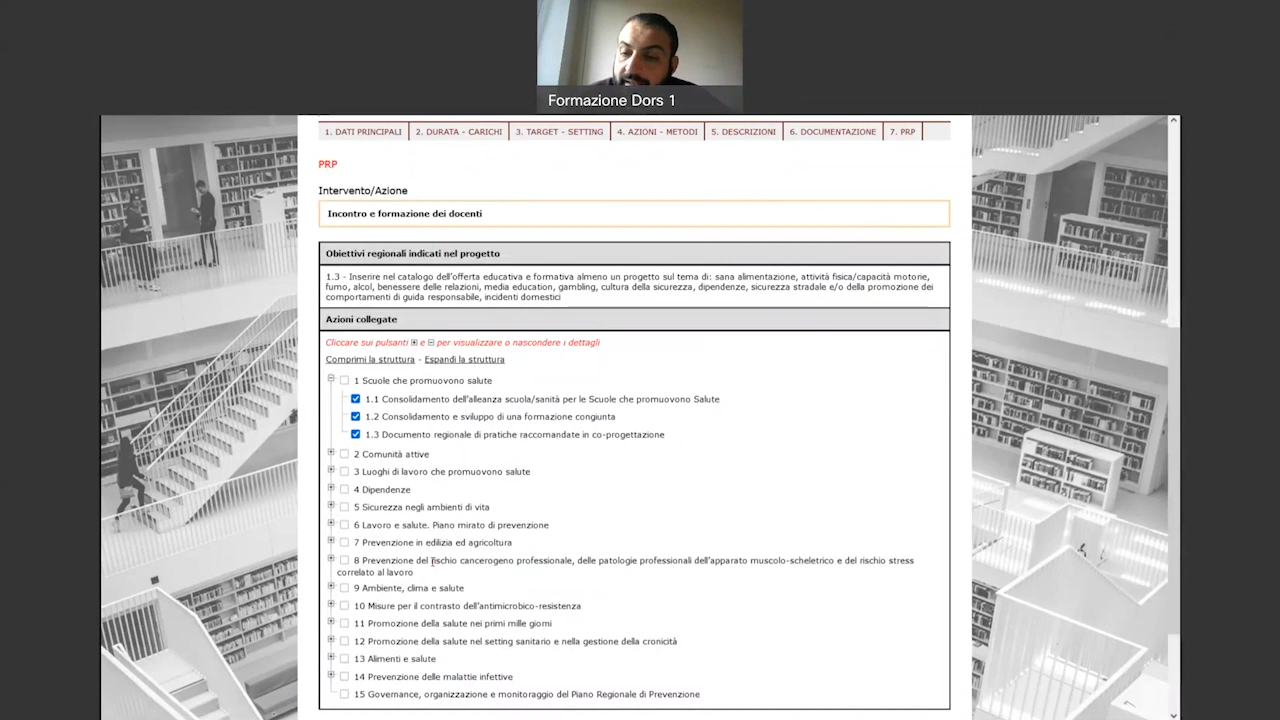 Formazione Dors 1
1. DATI PRINCIPALI 2. DURATA - CARICHI 3. TARGET - SETTING 4. AZIONI - METODI 5. DESCRIZIONI 6. DOCUMENTAZIONE 7. PRP
PRP
Intervento/Azione
Incontro e formazione dei docenti
Obiettivi regionali indicati nel progetto
1.3 - Inserire nel catalogo dell'offerta educativa e formativa almeno un progetto sul tema di: sana alimentazione, attività fisica/capacità motorie,
fumo, alcol, benessere delle relazioni, media education, gambling, cultura della sicurezza, dipendenze, sicurezza stradale e/o della promozione dei
comportamenti di guida responsabile, incidenti domestici
Azioni collegate
Cliccare sui pulsanti e per visualizzare o nascondere i dettagli
Comprimi la struttura - Espandi la struttura
1 Scuole che promuovono salute
1.1 Consolidamento dell'alleanza scuola/sanità per le Scuole che promuovono Salute
1.2 Consolidamento e sviluppo di una formazione congiunta
1.3 Documento regionale di pratiche raccomandate in co-progettazione
2 Comunità attive
3 Luoghi di lavoro che promuovono salute
4 Dipendenze
5 Sicurezza negli ambienti di vita
6 Lavoro e salute. Piano mirato di prevenzione
7 Prevenzione in edilizia ed agricoltura
8 Prevenzione del rischio cancerogeno professionale, delle patologie professionali dell'apparato muscolo-scheletrico e del rischio stress
correlato al lavoro
9 Ambiente, clima e salute
10 Misure per il contrasto dell'antimicrobico-resistenza
11 Promozione della salute nei primi mille giorni
12 Promozione della salute nel setting sanitario e nella gestione della cronicità
13 Alimenti e salute
14 Prevenzione delle malattie infettive
15 Governance, organizzazione e monitoraggio del Piano Regionale di Prevenzione